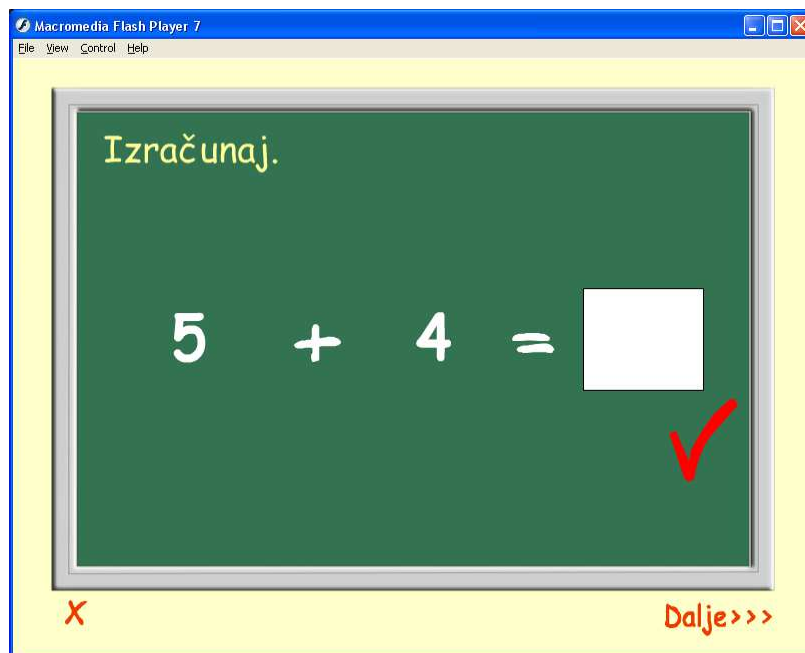 Macromedia Flash Player 7
File View Control Help
Izračunaj.
5 + 4 =
X
Dalje>>>